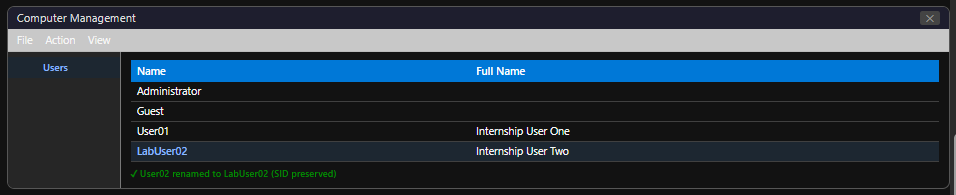 Computer Management
File Action View
Users
Name Full Name
Administrator
Guest
User01 Internship User One
LabUser02 Internship User Two
✓ User02 renamed to LabUser02 (SID preserved)